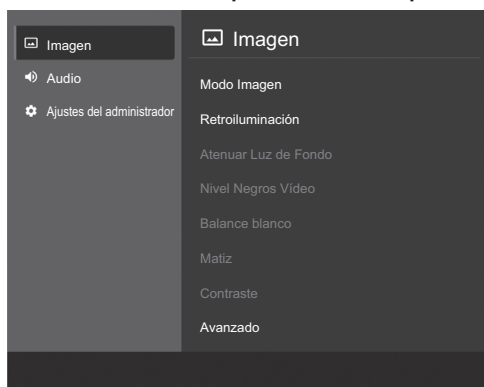 Imagen
Audio
Ajustes del administrador
Imagen
Modo Imagen
Retroiluminación
Atenuar Luz de Fondo
Nivel Negros Vídeo
Balance blanco
Matiz
Contraste
Avanzado